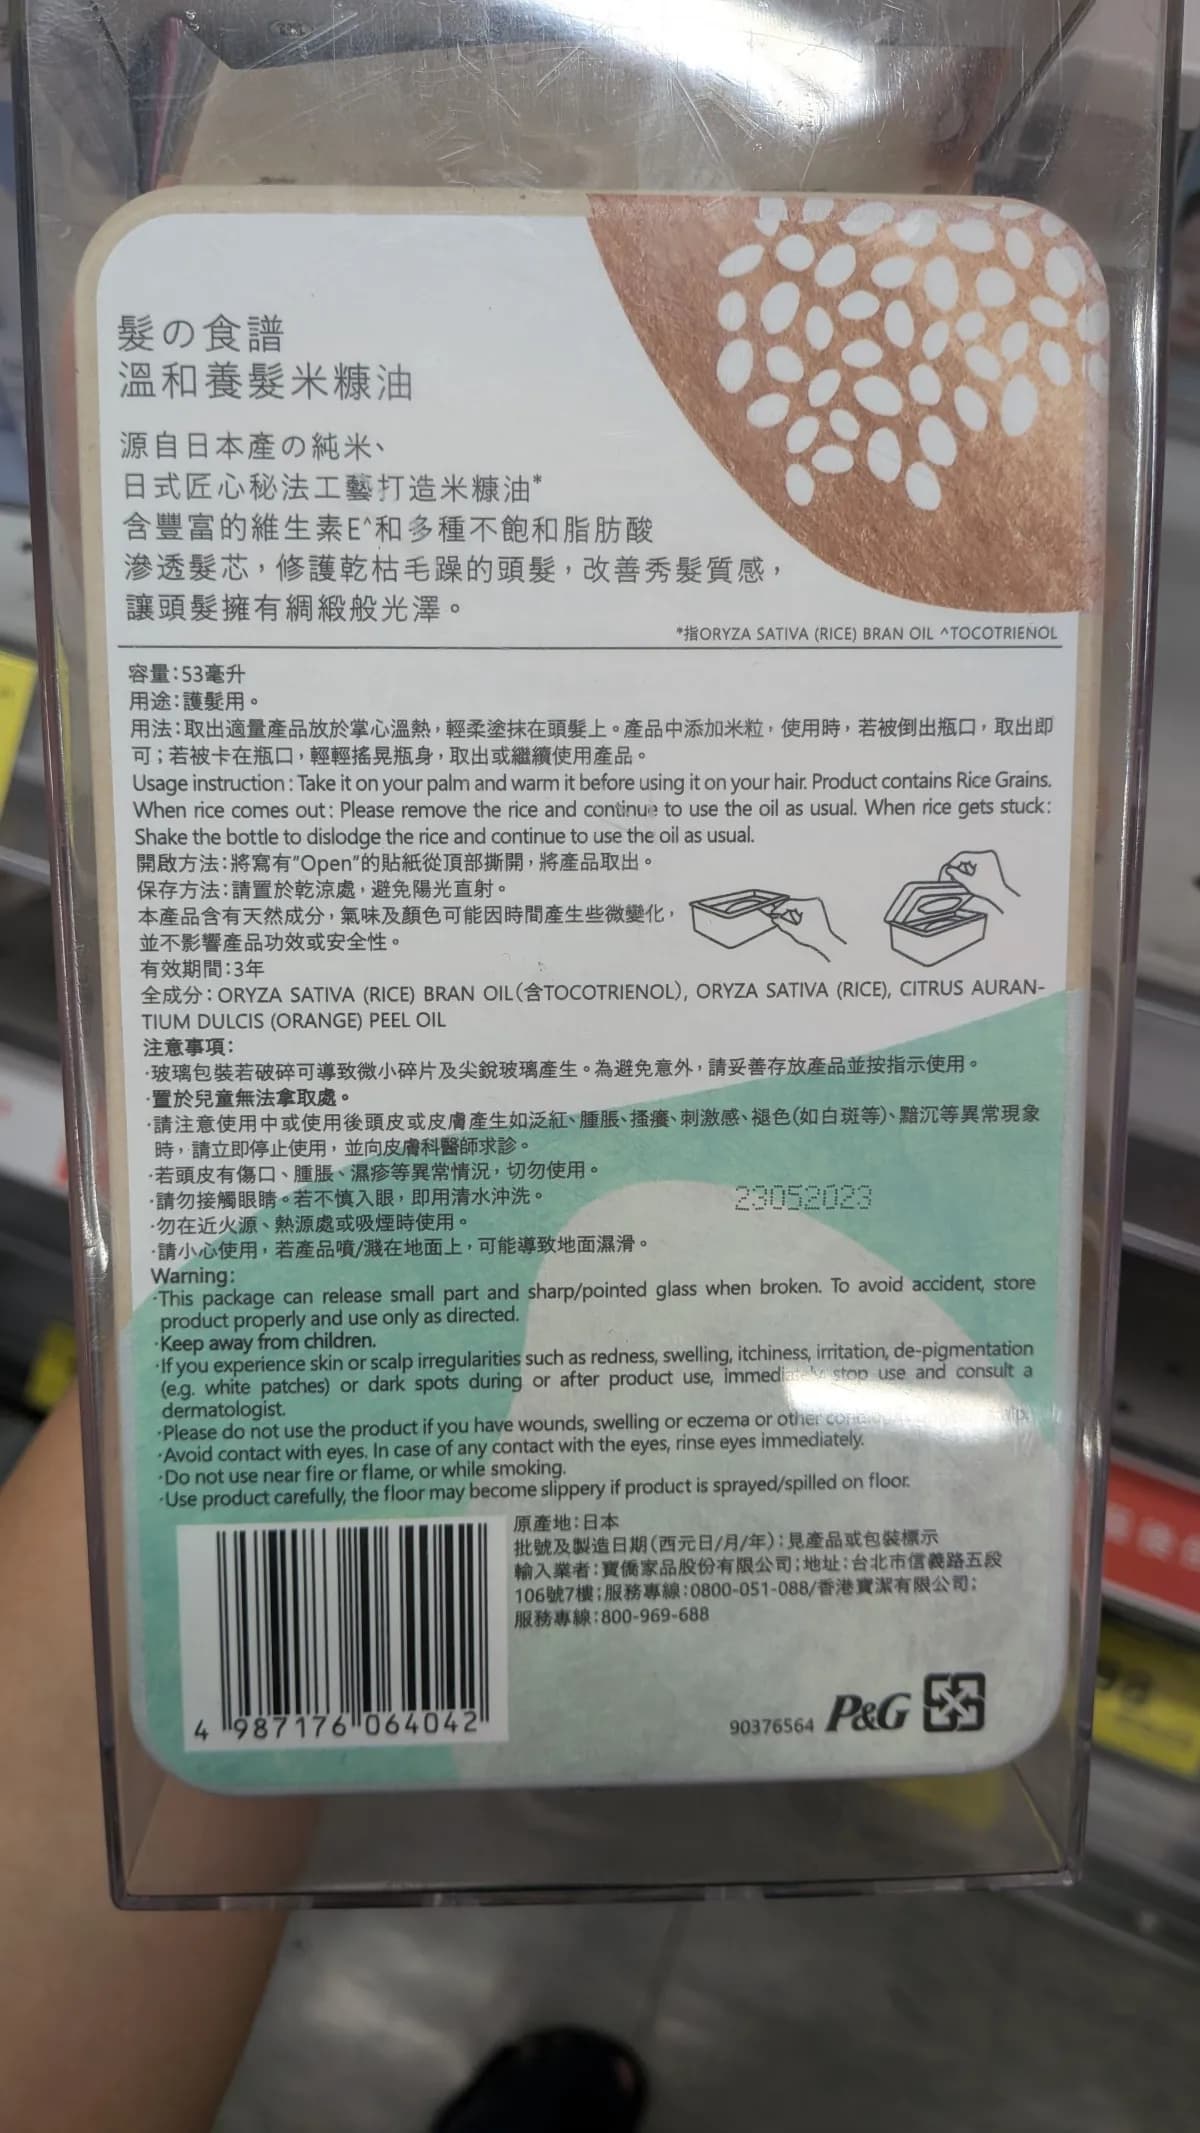 髮の食譜
溫和養髮米糠油
源自日本產の純米、
日式匠心秘法工藝打造米糠油*
含豐富的維生素E^和多種不飽和脂肪酸
滲透髮芯，修護乾枯毛躁的頭髮，改善秀髮質感，
讓頭髮擁有綢緞般光澤。
*指ORYZA SATIVA (RICE) BRAN OIL ^TOCOTRIENOL
容量：53毫升
用途：護髮用。
用法：取出適量產品放於掌心溫熱，輕柔塗抹在頭髮上。產品中添加米粒，使用時，若被倒出瓶口，取出即
可；若被卡在瓶口，輕輕搖晃瓶身，取出或繼續使用產品。
Usage instruction : Take it on your palm and warm it before using it on your hair. Product contains Rice Grains.
When rice comes out : Please remove the rice and continue to use the oil as usual. When rice gets stuck :
Shake the bottle to dislodge the rice and continue to use the oil as usual.
開啟方法：將寫有"Open"的貼紙從頂部撕開，將產品取出。
保存方法：請置於乾涼處，避免陽光直射。
本產品含有天然成分，氣味及顏色可能因時間產生些微變化，
並不影響產品功效或安全性。
有效期間：3年
全成分：ORYZA SATIVA (RICE) BRAN OIL（含TOCOTRIENOL）, ORYZA SATIVA (RICE), CITRUS AURAN-
TIUM DULCIS (ORANGE) PEEL OIL
注意事項：
·玻璃包裝若破碎可導致微小碎片及尖銳玻璃產生。為避免意外，請妥善存放產品並按指示使用。
·置於兒童無法拿取處。
·請注意使用中或使用後頭皮或皮膚產生如泛紅、腫脹、搔癢、刺激感、褪色(如白斑等)、黯沉等異常現象
時，請立即停止使用，並向皮膚科醫師求診。
·若頭皮有傷口、腫脹、濕疹等異常情況，切勿使用。
·請勿接觸眼睛。若不慎入眼，即用清水沖洗。
23052023
·勿在近火源、熱源處或吸煙時使用。
·請小心使用，若產品噴/濺在地面上，可能導致地面濕滑。
Warning:
·This package can release small part and sharp/pointed glass when broken. To avoid accident, store
product properly and use only as directed.
·Keep away from children.
·If you experience skin or scalp irregularities such as redness, swelling, itchiness, irritation, de-pigmentation
(e.g. white patches) or dark spots during or after product use, immediately stop use and consult a
dermatologist.
·Please do not use the product if you have wounds, swelling or eczema or other
·Avoid contact with eyes. In case of any contact with the eyes, rinse eyes immediately.
·Do not use near fire or flame, or while smoking.
·Use product carefully, the floor may become slippery if product is sprayed/spilled on floor.
原產地：日本
批號及製造日期(西元日/月/年)：見產品或包裝標示
輸入業者：寶僑家品股份有限公司；地址：台北市信義路五段
106號7樓；服務專線：0800-051-088/香港寶潔有限公司；
服務專線：800-969-688
4 987176 064042
90376564 P&G